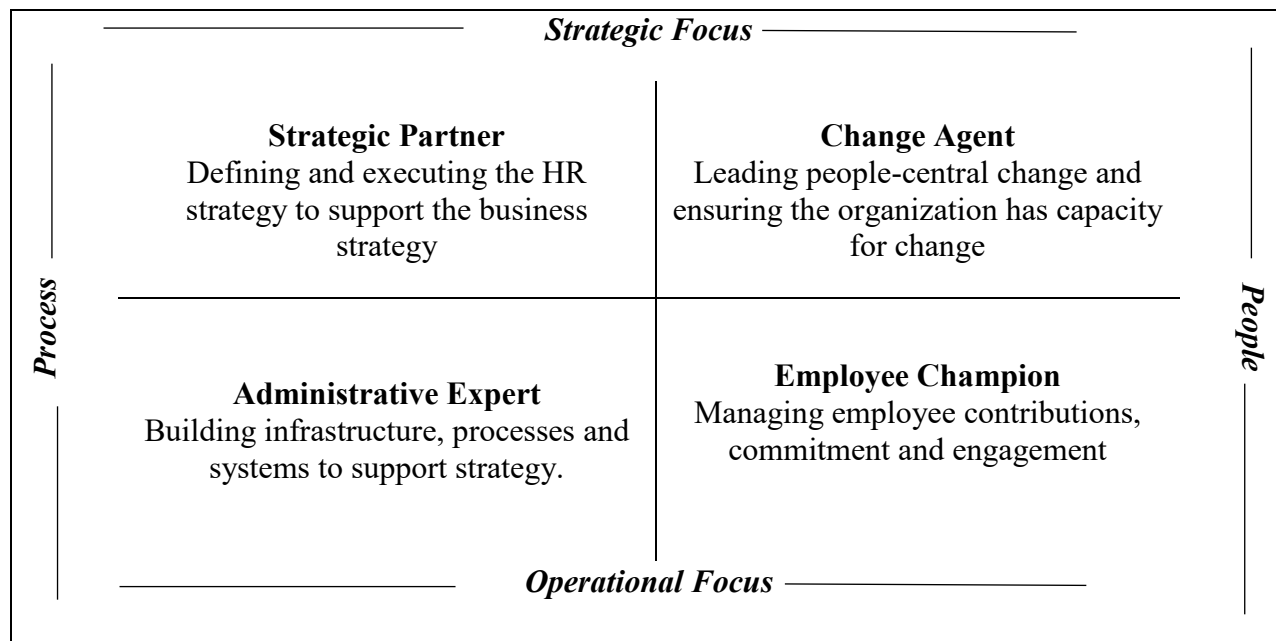 Strategic Focus
Strategic Partner
Defining and executing the HR
strategy to support the business
strategy
Change Agent
Leading people-central change and
ensuring the organization has capacity
for change
Process
People
Administrative Expert
Building infrastructure, processes and
systems to support strategy.
Employee Champion
Managing employee contributions,
commitment and engagement
Operational Focus